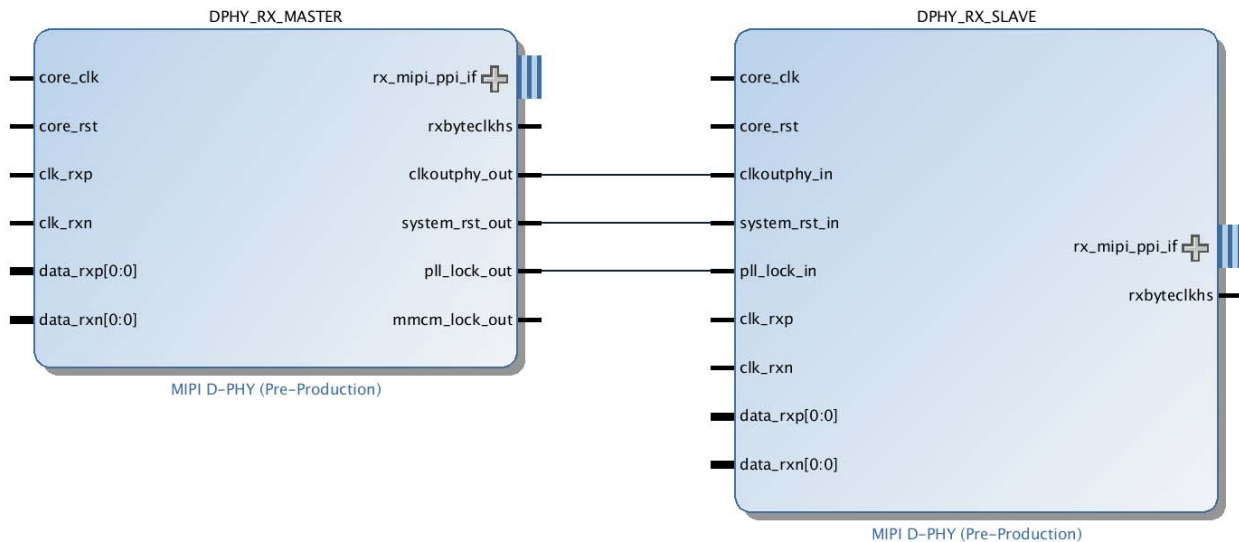 DPHY_RX_MASTER
core_clk
core_rst
clk_rxp
clk_rxn
data_rxp[0:0]
data_rxn[0:0]
rx_mipi_ppi_if
rxbyteclkhs
clkoutphy_out
system_rst_out
pll_lock_out
mmcm_lock_out
MIPI D-PHY (Pre-Production)
DPHY_RX_SLAVE
core_clk
core_rst
clkoutphy_in
system_rst_in
pll_lock_in
clk_rxp
clk_rxn
data_rxp[0:0]
data_rxn[0:0]
rx_mipi_ppi_if
rxbyteclkhs
MIPI D-PHY (Pre-Production)